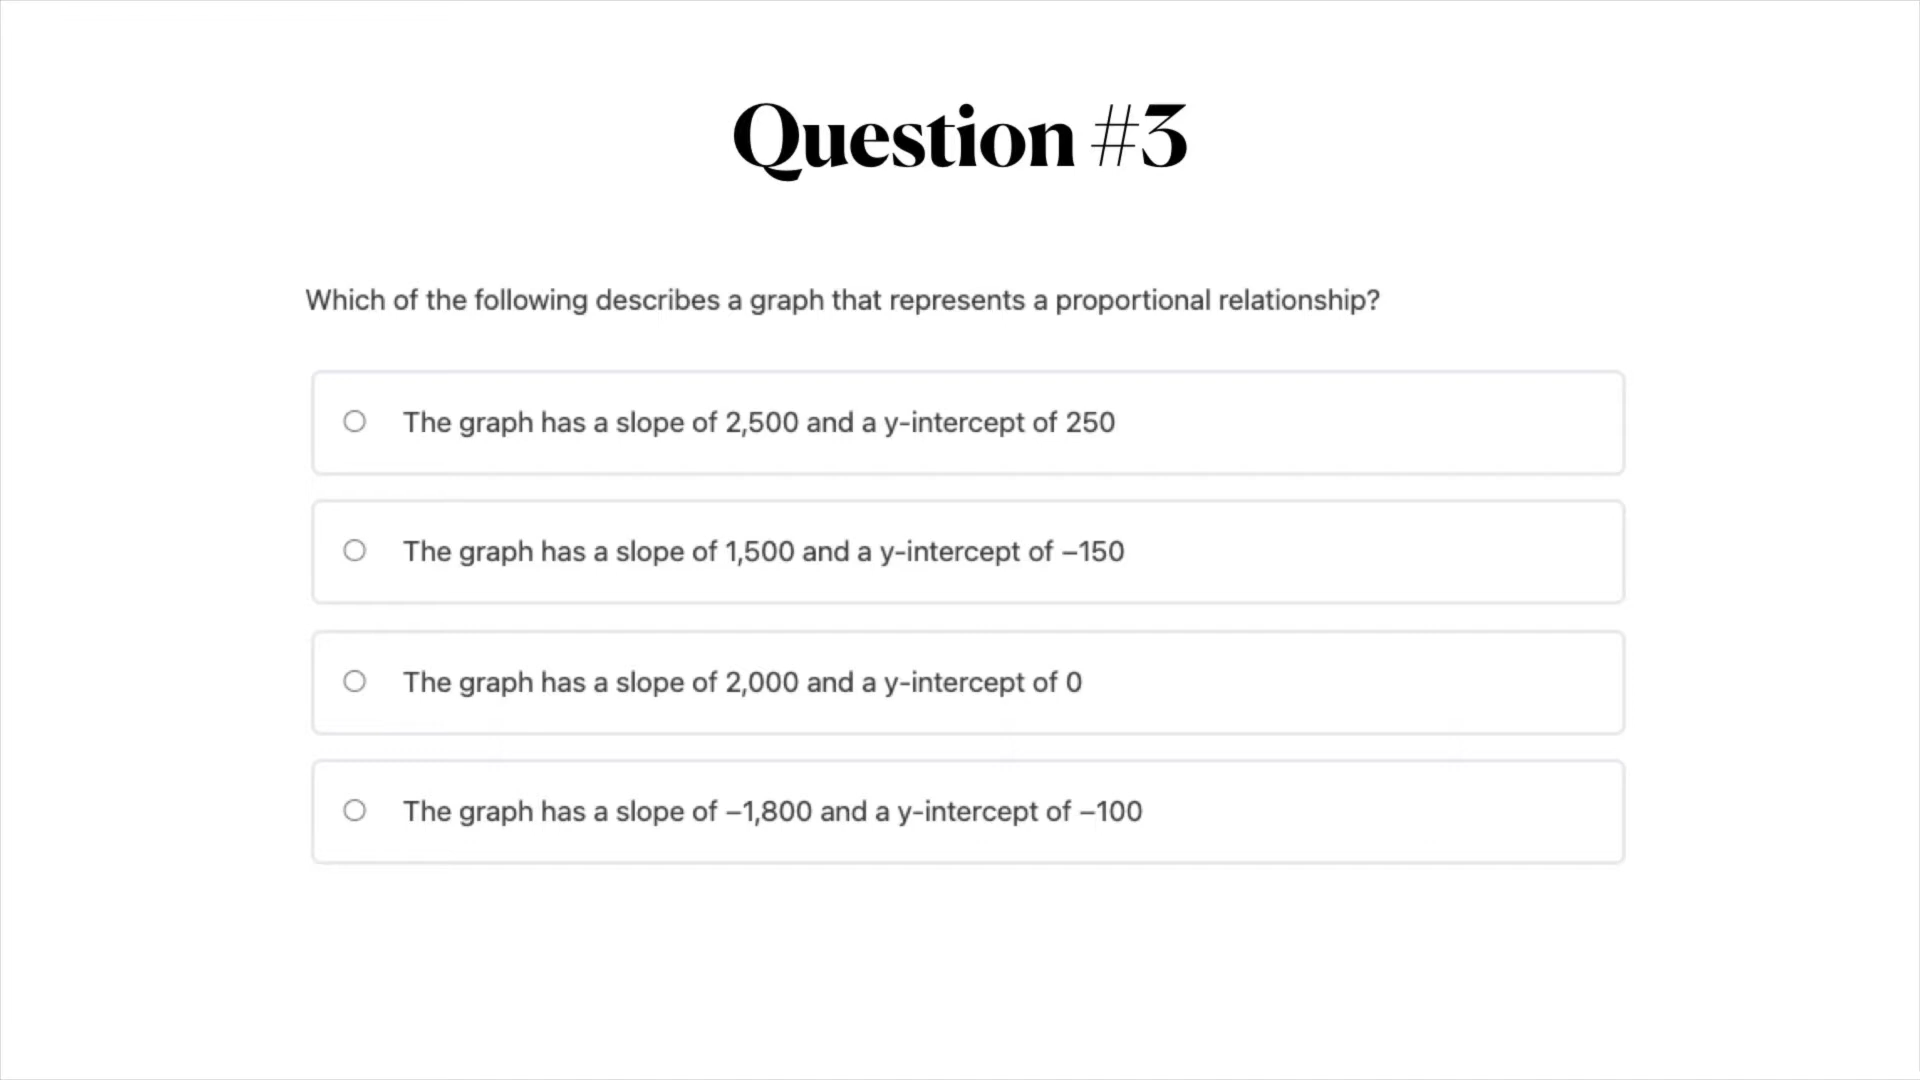 Question #3
Which of the following describes a graph that represents a proportional relationship?
The graph has a slope of 2,500 and a y-intercept of 250
The graph has a slope of 1,500 and a y-intercept of –150
The graph has a slope of 2,000 and a y-intercept of 0
The graph has a slope of –1,800 and a y-intercept of –100